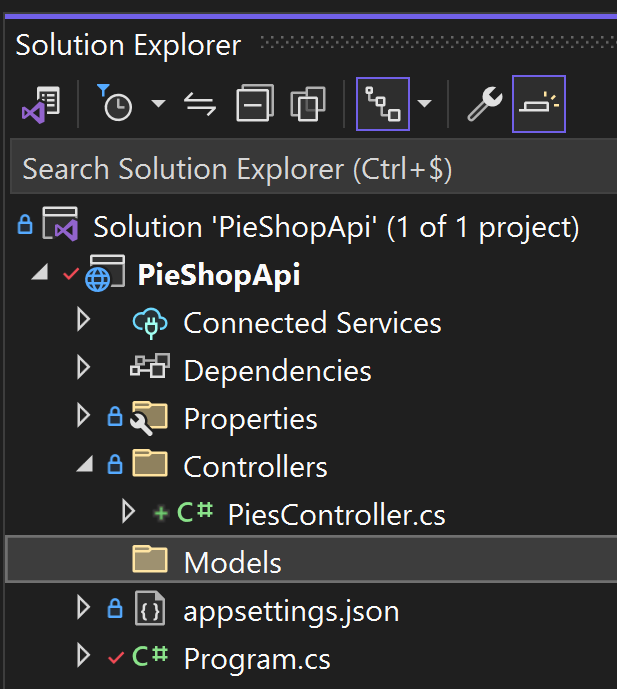 Solution Explorer
Search Solution Explorer (Ctrl+$)
Solution 'PieShopApi' (1 of 1 project)
PieShopApi
Connected Services
Dependencies
Properties
Controllers
C# PiesController.cs
Models
appsettings.json
C# Program.cs